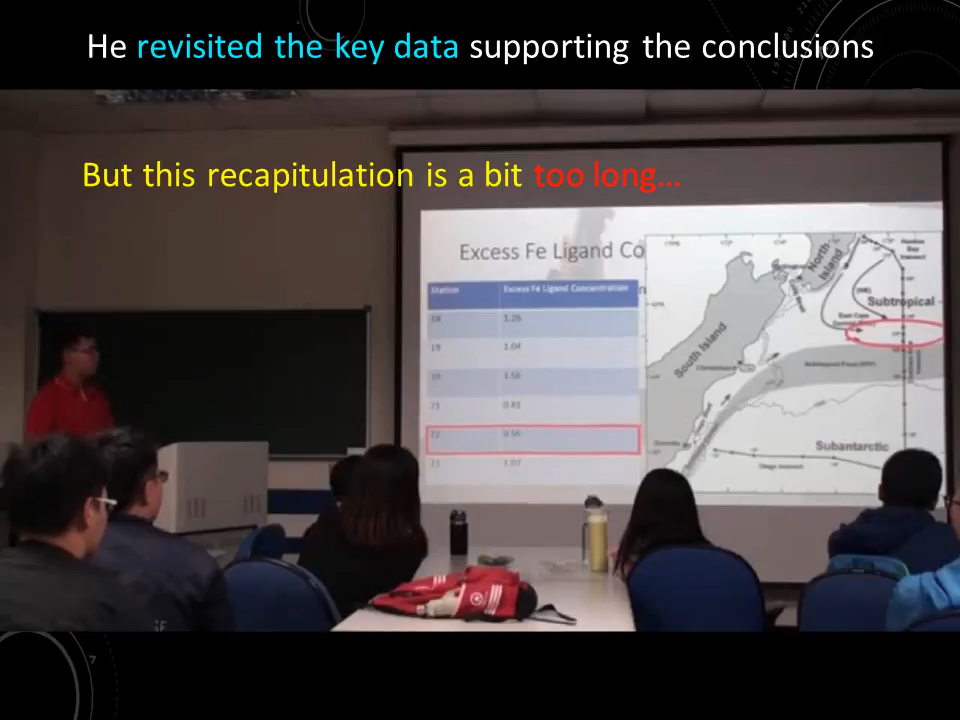 He revisited the key data supporting the conclusions
But this recapitulation is a bit too long...
Excess Fe Ligand Co
Station Excess Fe Ligand Concentration
18 1.26
19 1.04
1.56
21 0.81
0.56
1.07
North Island
South Island
Subtropical
Subantarctic
7